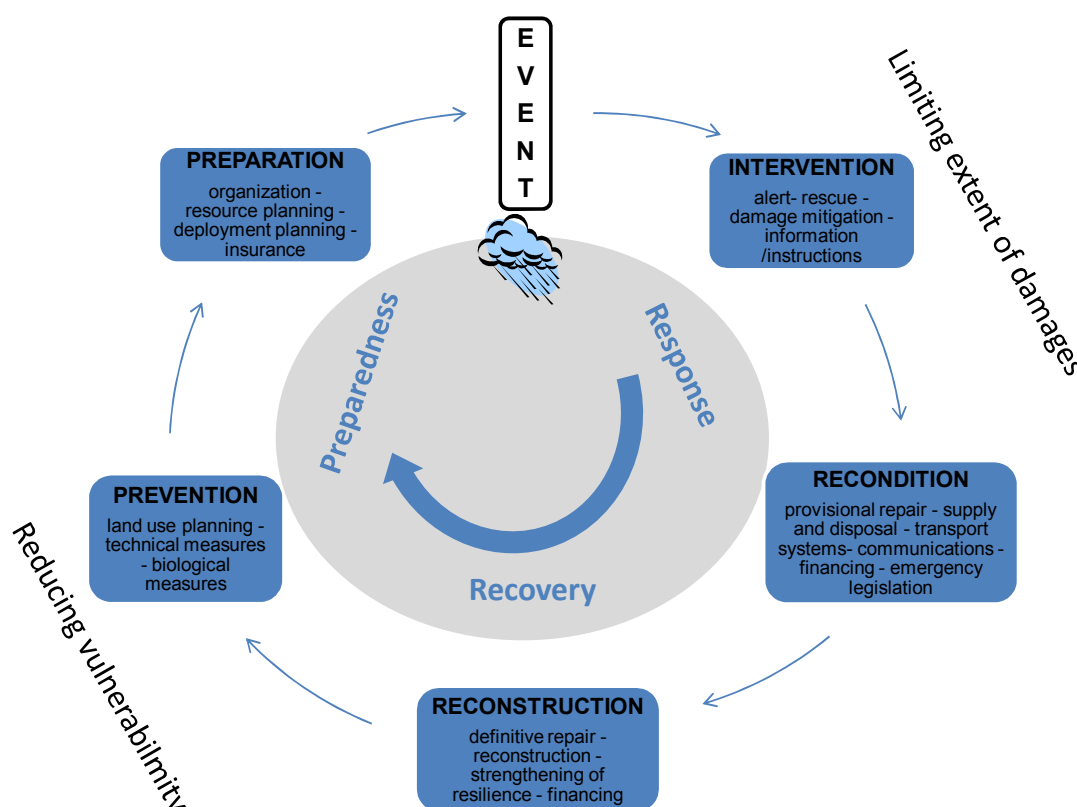 E
V
E
N
T
PREPARATION
organization -
resource planning -
deployment planning -
insurance
INTERVENTION
alert- rescue -
damage mitigation -
information
/instructions
Limiting extent of damages
Preparedness
Response
Recovery
PREVENTION
land use planning -
technical measures
- biological
measures
RECONDITION
provisional repair - supply
and disposal - transport
systems- communications -
financing - emergency
legislation
Reducing vulnerabilmity
RECONSTRUCTION
definitive repair -
reconstruction -
strengthening of
resilience - financing